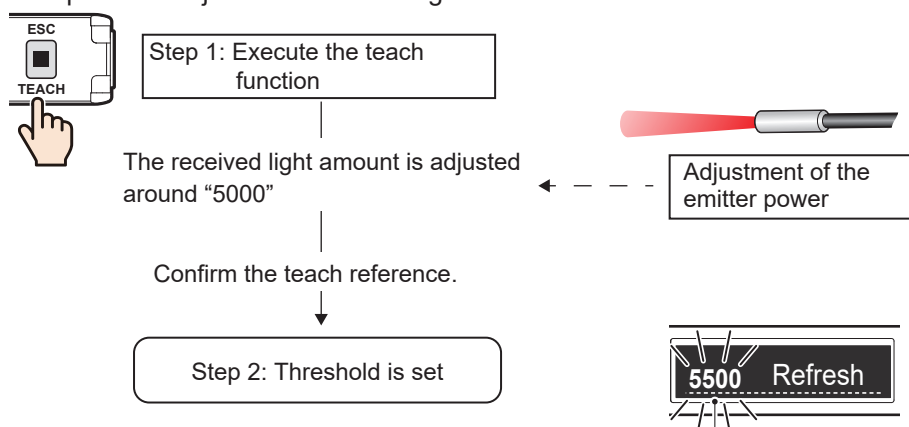 ESC
TEACH
Step 1: Execute the teach
function
The received light amount is adjusted
around “5000”
Adjustment of the
emitter power
Confirm the teach reference.
Step 2: Threshold is set
5500 Refresh